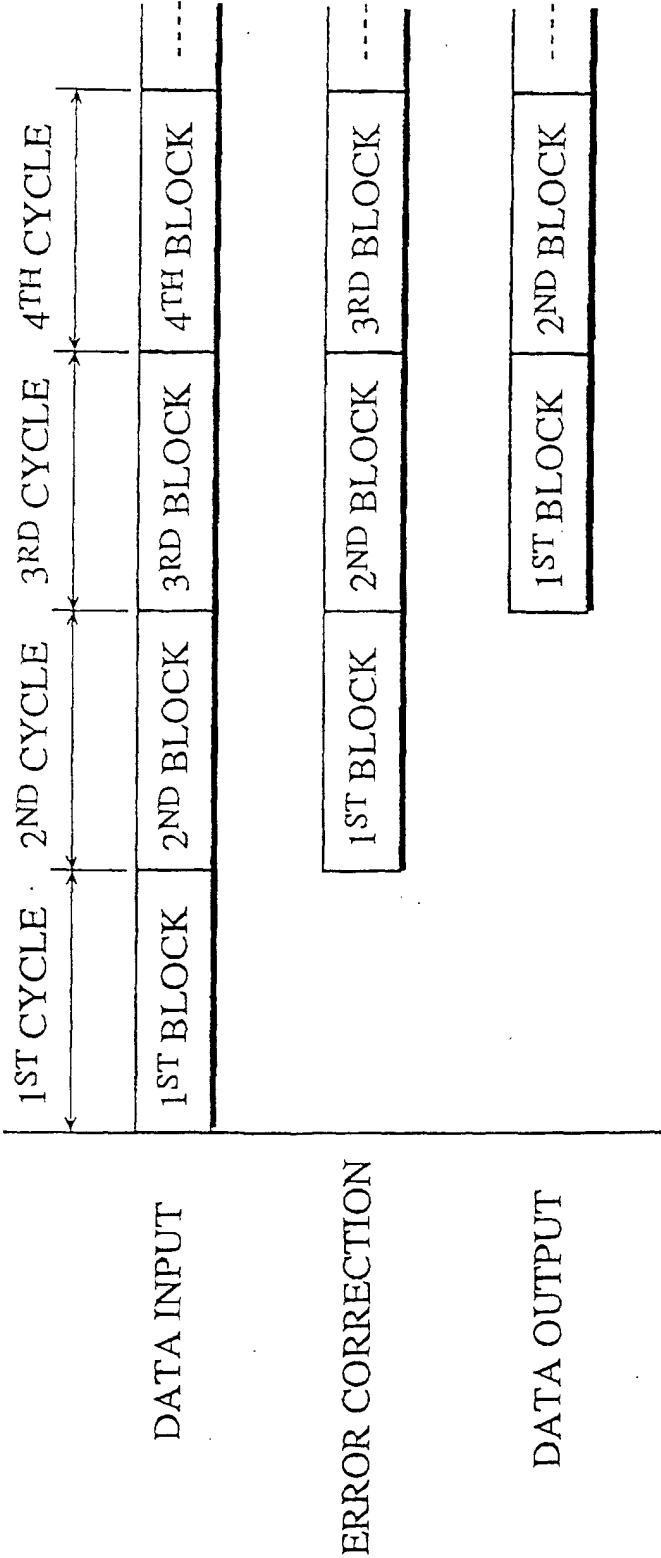 1ST CYCLE 2ND CYCLE 3RD CYCLE 4TH CYCLE
DATA INPUT 1ST BLOCK 2ND BLOCK 3RD BLOCK 4TH BLOCK
ERROR CORRECTION 1ST BLOCK 2ND BLOCK 3RD BLOCK
DATA OUTPUT 1ST BLOCK 2ND BLOCK